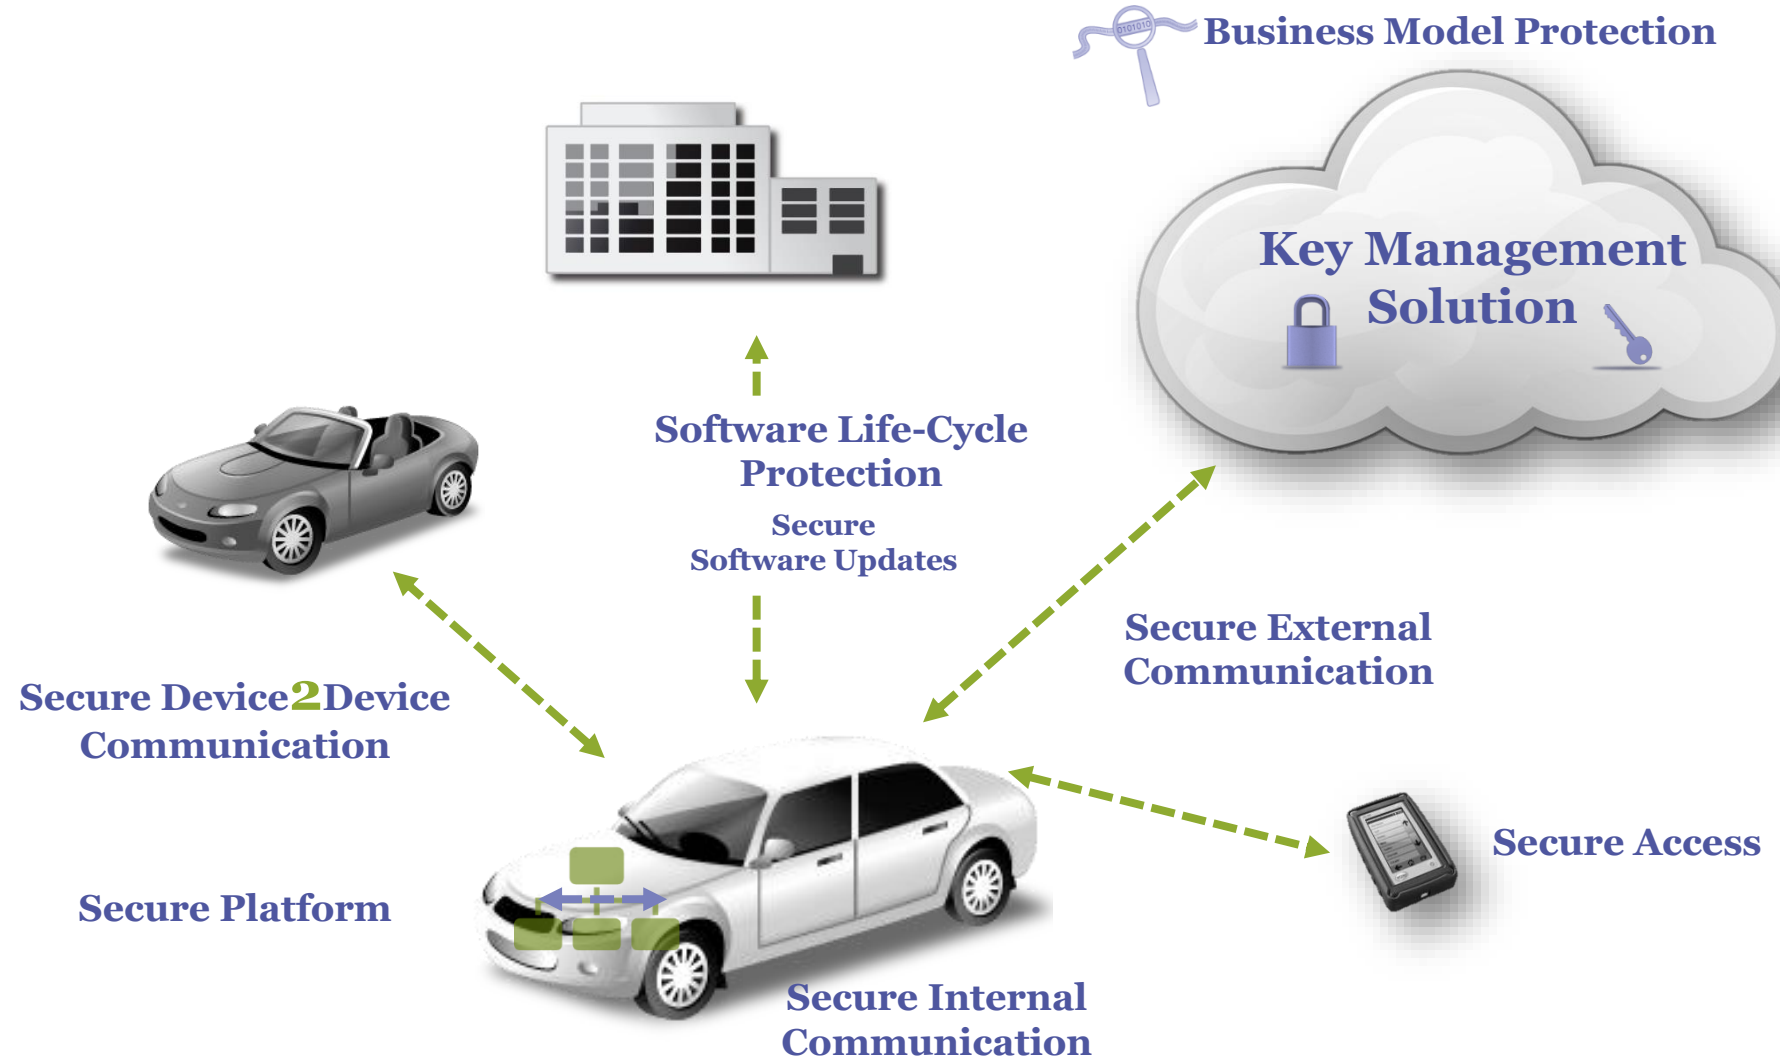 0101010
Business Model Protection
Key Management
Solution
Software Life-Cycle
Protection
Secure
Software Updates
Secure External
Communication
Secure Device2Device
Communication
Secure Access
Secure Platform
Secure Internal
Communication